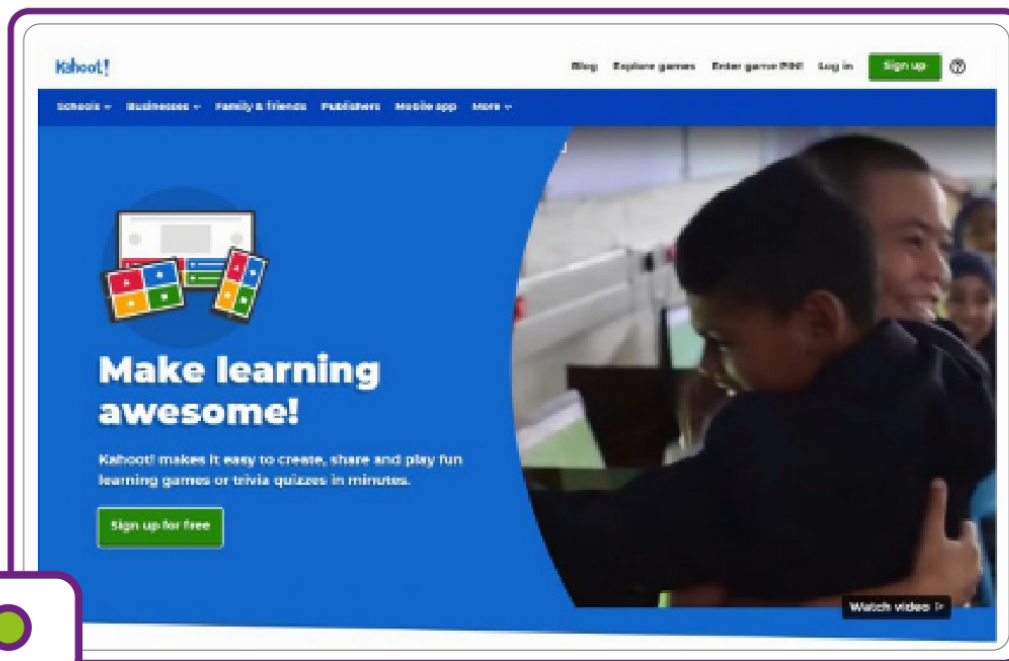 Kahoot!
Blog Explore games Enter game PIN! Log in Sign up
Schools Businesses Family & friends Publishers Mobile app More
Make learning
awesome!
Kahoot! makes it easy to create, share and play fun
learning games or trivia quizzes in minutes.
Sign up for free
Watch video